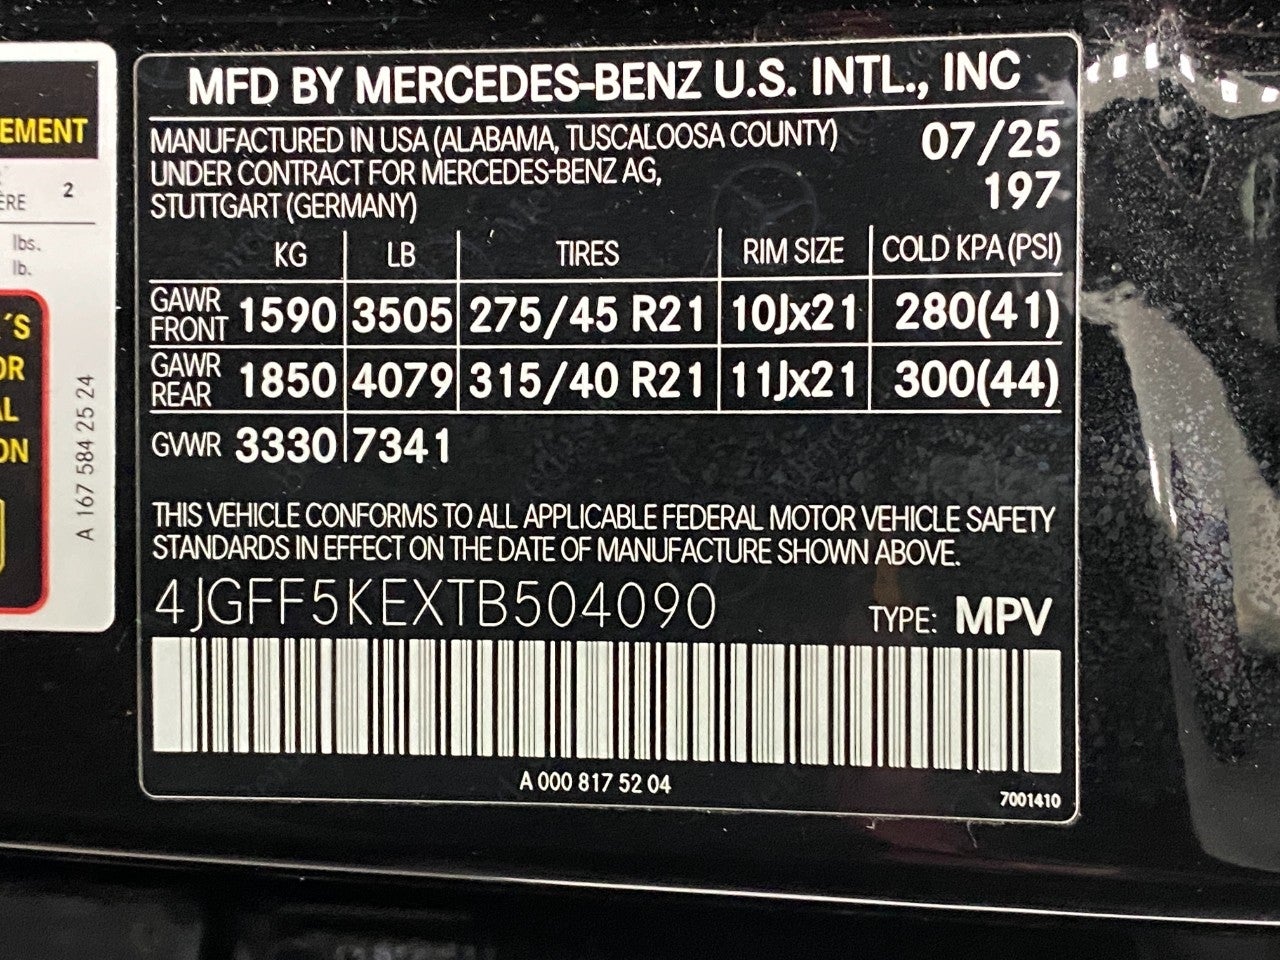 EMENT
ÈRE 2
lbs.
lb.
´S
OR
AL
ON
A 167 584 25 24
MFD BY MERCEDES-BENZ U.S. INTL., INC
MANUFACTURED IN USA (ALABAMA, TUSCALOOSA COUNTY) 07/25
UNDER CONTRACT FOR MERCEDES-BENZ AG, 197
STUTTGART (GERMANY)
KG LB TIRES RIM SIZE COLD KPA (PSI)
GAWR FRONT 1590 3505 275/45 R21 10Jx21 280(41)
GAWR REAR 1850 4079 315/40 R21 11Jx21 300(44)
GVWR 3330 7341
THIS VEHICLE CONFORMS TO ALL APPLICABLE FEDERAL MOTOR VEHICLE SAFETY
STANDARDS IN EFFECT ON THE DATE OF MANUFACTURE SHOWN ABOVE.
4JGFF5KEXTB504090 TYPE: MPV
A 000 817 52 04
7001410